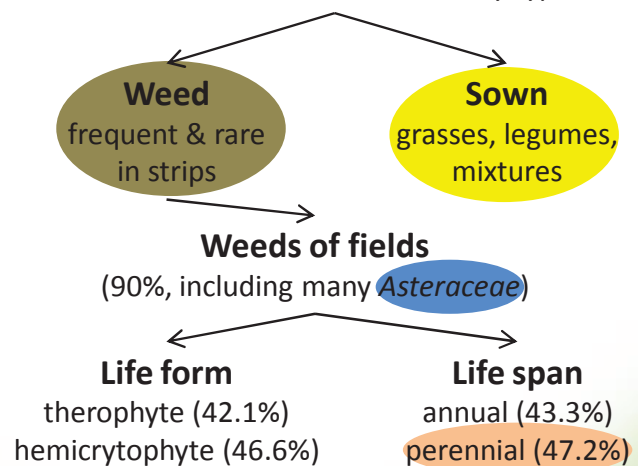 Weed
frequent & rare
in strips
Sown
grasses, legumes,
mixtures
Weeds of fields
(90%, including many Asteraceae)
Life form
therophyte (42.1%)
hemicrytophyte (46.6%)
Life span
annual (43.3%)
perennial (47.2%)